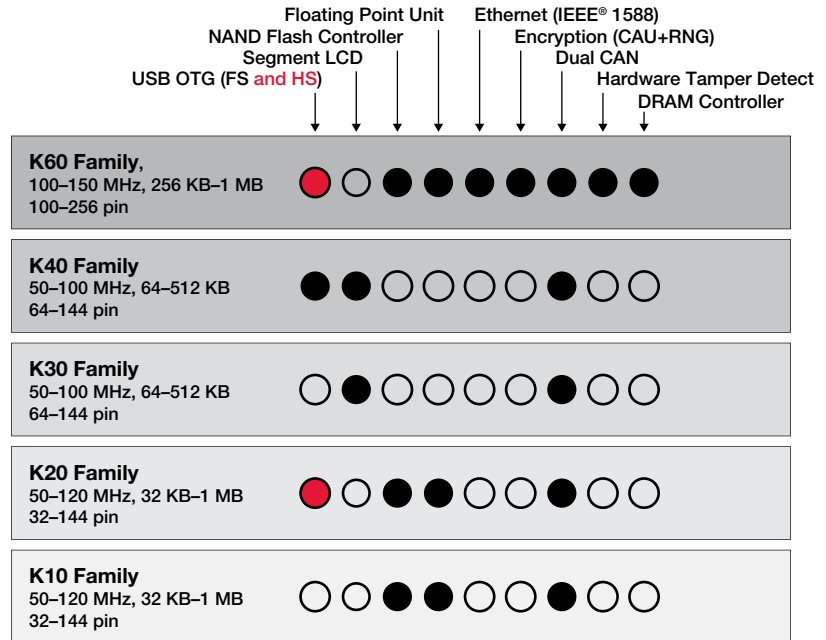 Floating Point Unit
Ethernet (IEEE® 1588)
NAND Flash Controller
Encryption (CAU+RNG)
Segment LCD
Dual CAN
USB OTG (FS and HS)
Hardware Tamper Detect
DRAM Controller
K60 Family,
100–150 MHz, 256 KB–1 MB
100–256 pin
K40 Family
50–100 MHz, 64–512 KB
64–144 pin
K30 Family
50–100 MHz, 64–512 KB
64–144 pin
K20 Family
50–120 MHz, 32 KB–1 MB
32–144 pin
K10 Family
50–120 MHz, 32 KB–1 MB
32–144 pin